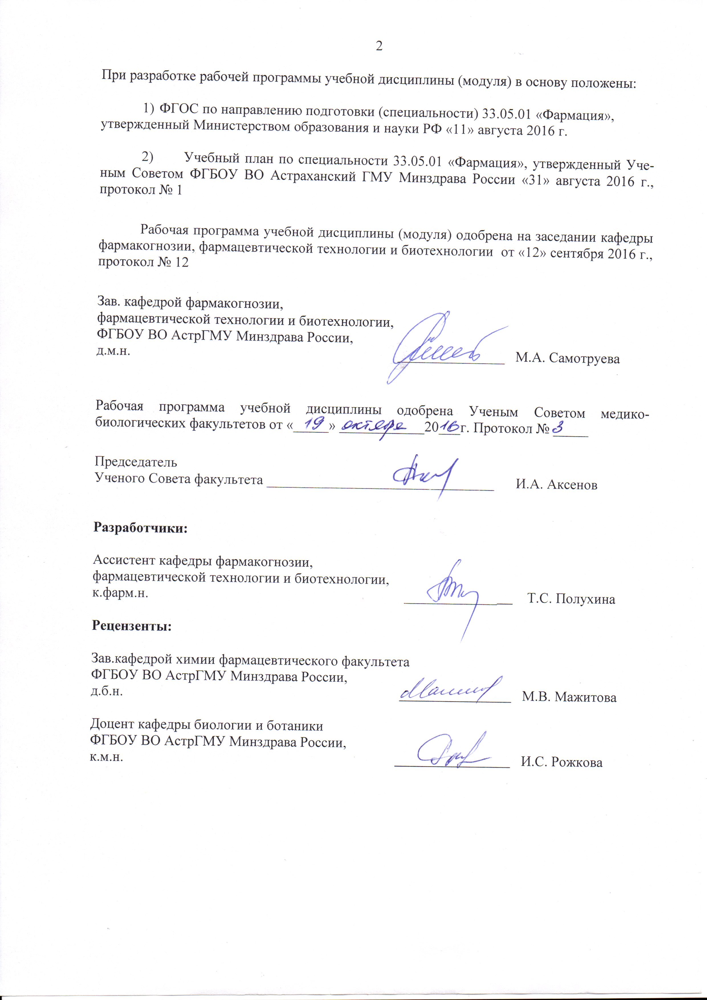 2
При разработке рабочей программы учебной дисциплины (модуля) в основу положены:
1) ФГОС по направлению подготовки (специальности) 33.05.01 «Фармация»,
утвержденный Министерством образования и науки РФ «11» августа 2016 г.
2) Учебный план по специальности 33.05.01 «Фармация», утвержденный Уче-
ным Советом ФГБОУ ВО Астраханский ГМУ Минздрава России «31» августа 2016 г.,
протокол № 1
Рабочая программа учебной дисциплины (модуля) одобрена на заседании кафедры
фармакогнозии, фармацевтической технологии и биотехнологии от «12» сентября 2016 г.,
протокол № 12
Зав. кафедрой фармакогнозии,
фармацевтической технологии и биотехнологии,
ФГБОУ ВО АстрГМУ Минздрава России,
д.м.н. М.А. Самотруева
Рабочая программа учебной дисциплины одобрена Ученым Советом медико-
биологических факультетов от «19» октября 2016г. Протокол № 3
Председатель
Ученого Совета факультета И.А. Аксенов
Разработчики:
Ассистент кафедры фармакогнозии,
фармацевтической технологии и биотехнологии,
к.фарм.н. Т.С. Полухина
Рецензенты:
Зав.кафедрой химии фармацевтического факультета
ФГБОУ ВО АстрГМУ Минздрава России,
д.б.н. М.В. Мажитова
Доцент кафедры биологии и ботаники
ФГБОУ ВО АстрГМУ Минздрава России,
к.м.н. И.С. Рожкова